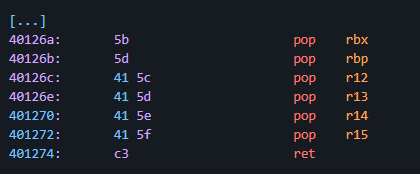 [...]
40126a: 5b pop rbx
40126b: 5d pop rbp
40126c: 41 5c pop r12
40126e: 41 5d pop r13
401270: 41 5e pop r14
401272: 41 5f pop r15
401274: c3 ret